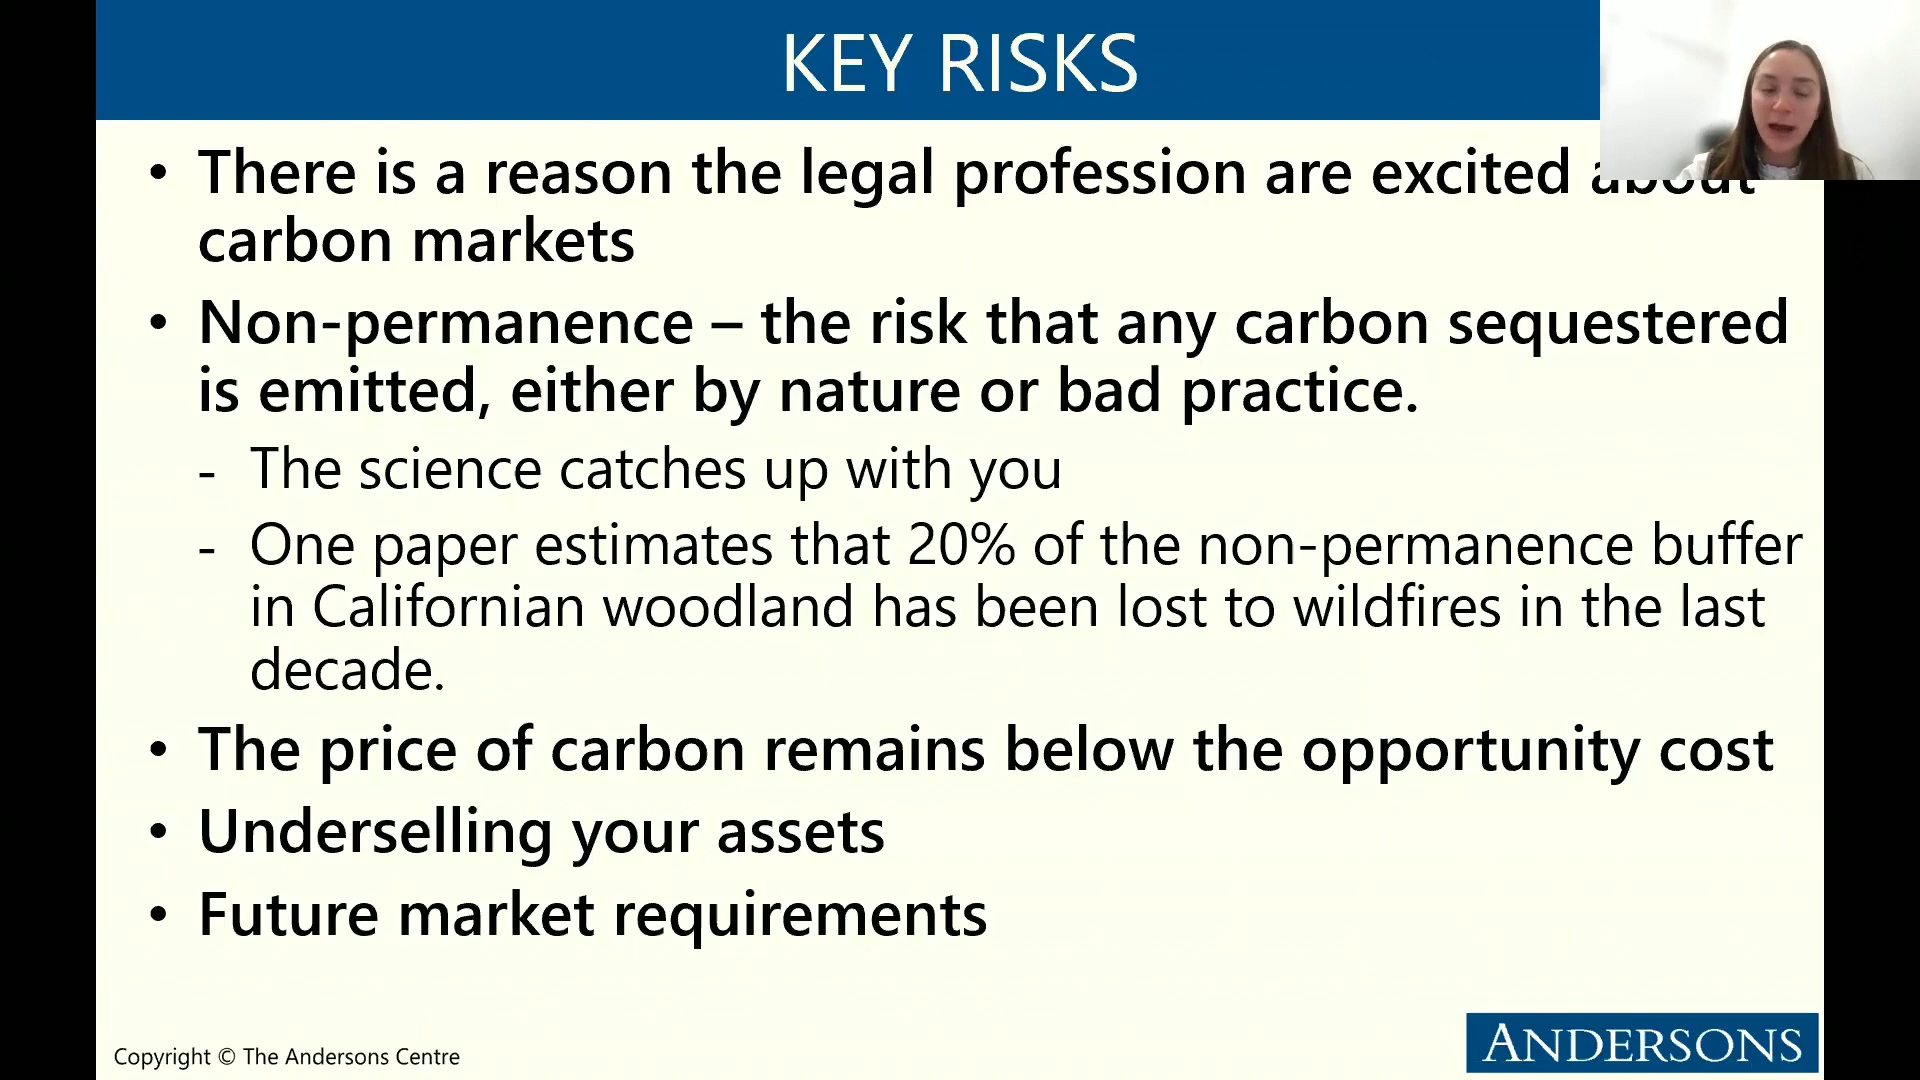 KEY RISKS
• There is a reason the legal profession are excited about
carbon markets
• Non-permanence – the risk that any carbon sequestered
is emitted, either by nature or bad practice.
- The science catches up with you
- One paper estimates that 20% of the non-permanence buffer
in Californian woodland has been lost to wildfires in the last
decade.
• The price of carbon remains below the opportunity cost
• Underselling your assets
• Future market requirements
Copyright © The Andersons Centre
ANDERSONS